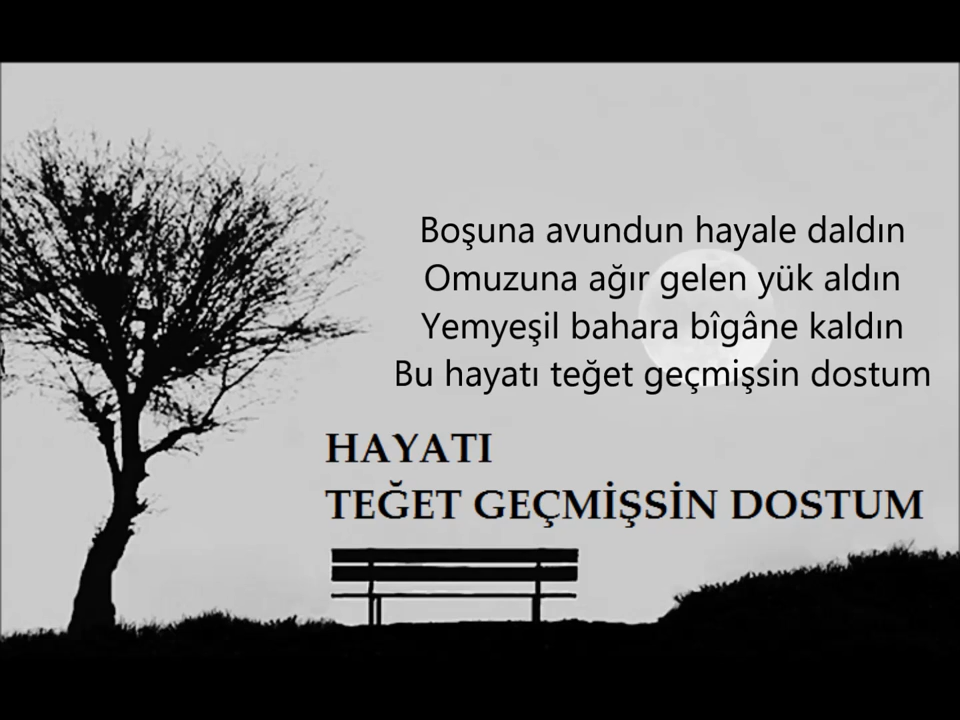 Boşuna avundun hayale daldın
Omuzuna ağır gelen yük aldın
Yemyeşil bahara bîgâne kaldın
Bu hayatı teğet geçmişsin dostum
HAYATI
TEĞET GEÇMİŞSİN DOSTUM